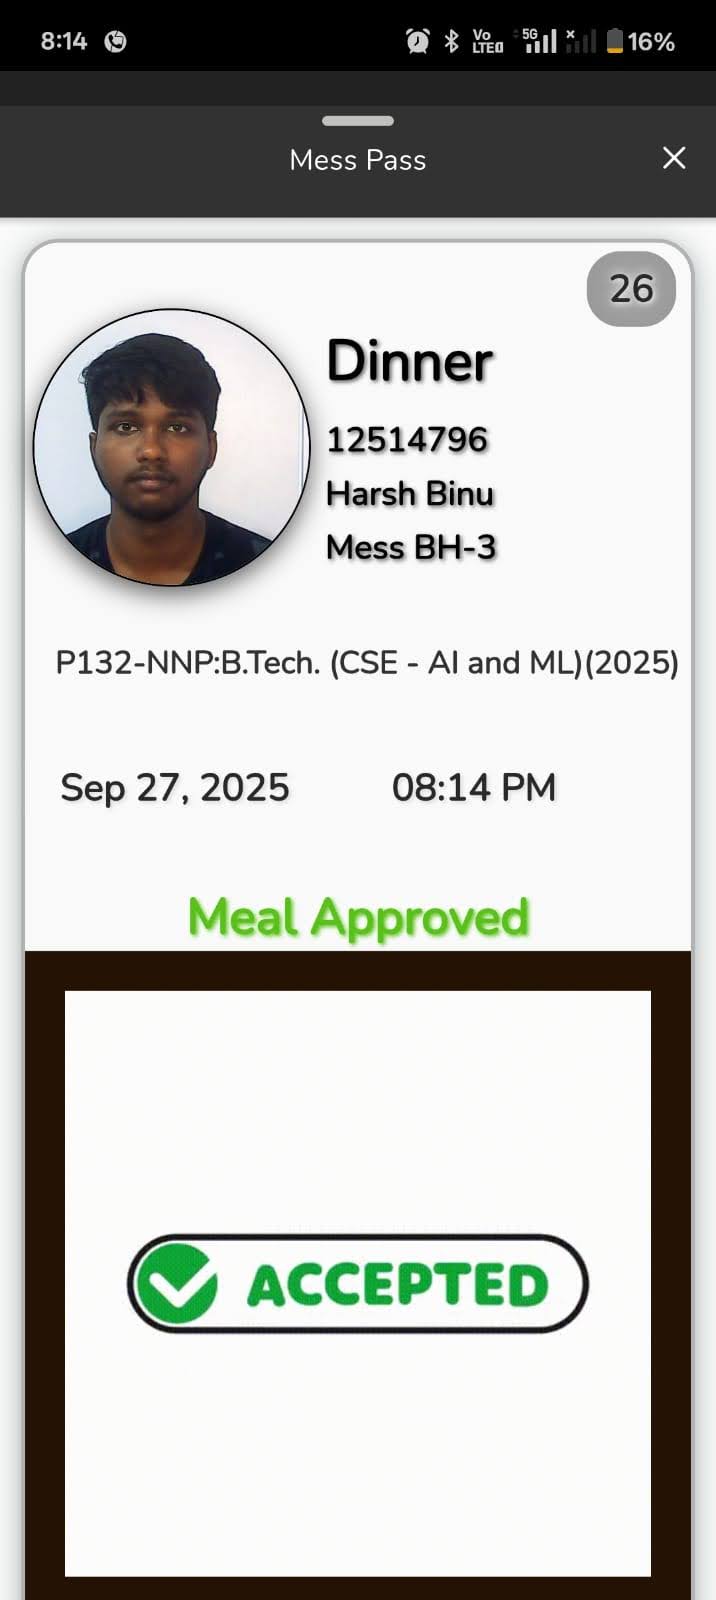 8:14
Vo
LTE
5G
16%
Mess Pass
26
Dinner
12514796
Harsh Binu
Mess BH-3
P132-NNP:B.Tech. (CSE - AI and ML)(2025)
Sep 27, 2025
08:14 PM
Meal Approved
ACCEPTED